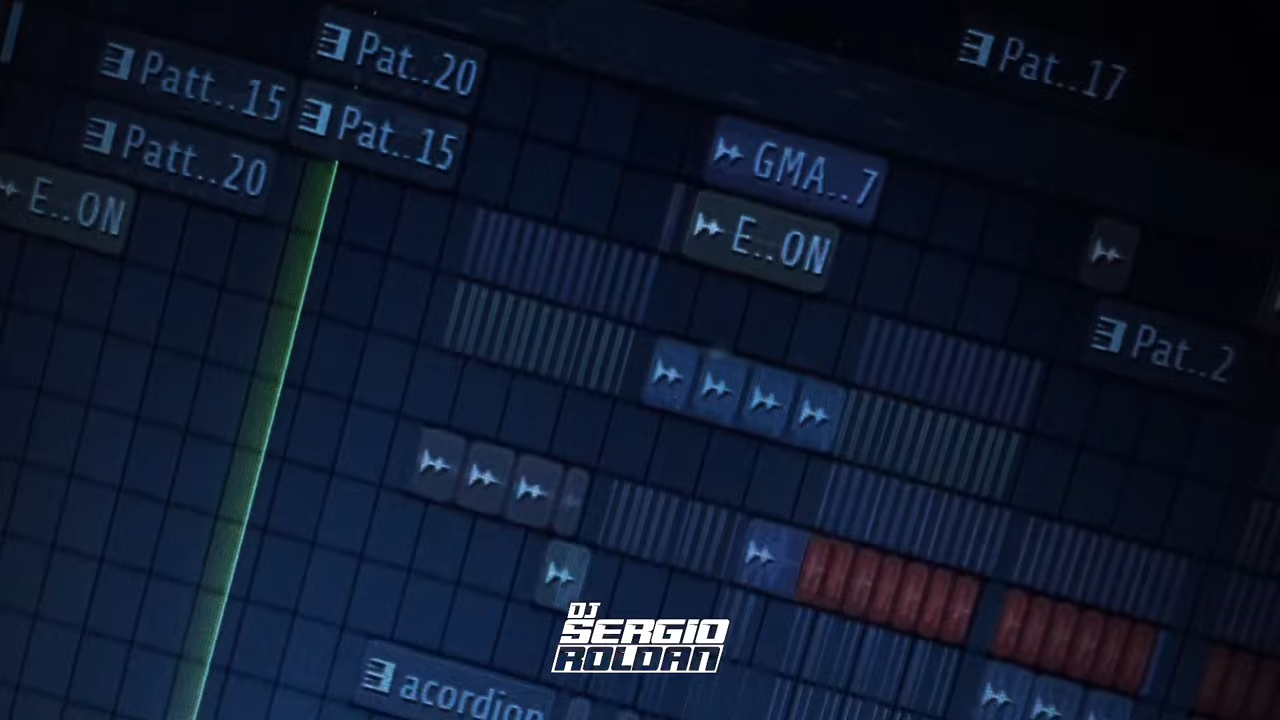 Pat..20
Pat..17
Patt..15
Pat..15
Patt..20
GMA..7
E..ON
E..ON
Pat..2
DJ
SERGIO
ROLDAN
acordion